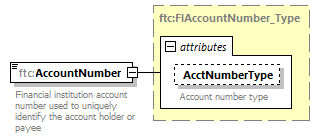 ftc:FIAccountNumber_Type
attributes
ftc:AccountNumber
AcctNumberType
Financial institution account
number used to uniquely
identify the account holder or
payee
Account number type